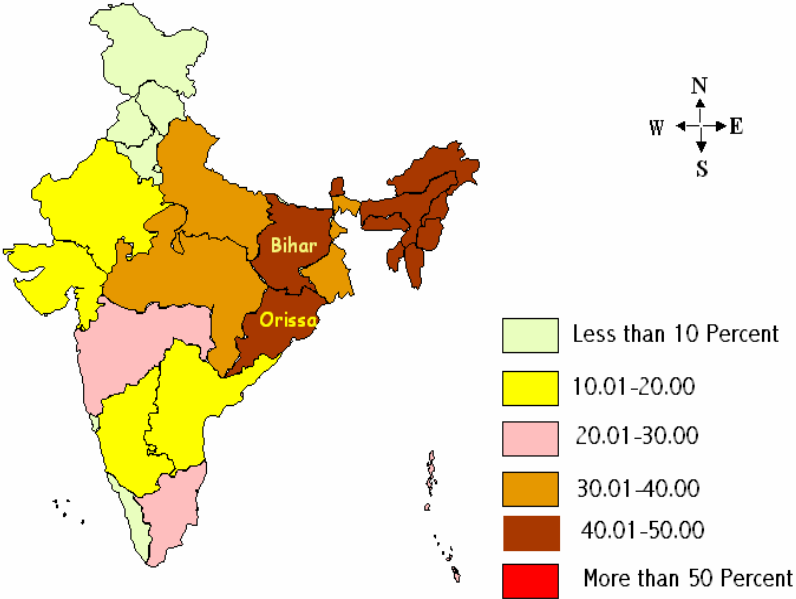 N
W E
S
Bihar
Orissa
Less than 10 Percent
10.01-20.00
20.01-30.00
30.01-40.00
40.01-50.00
More than 50 Percent